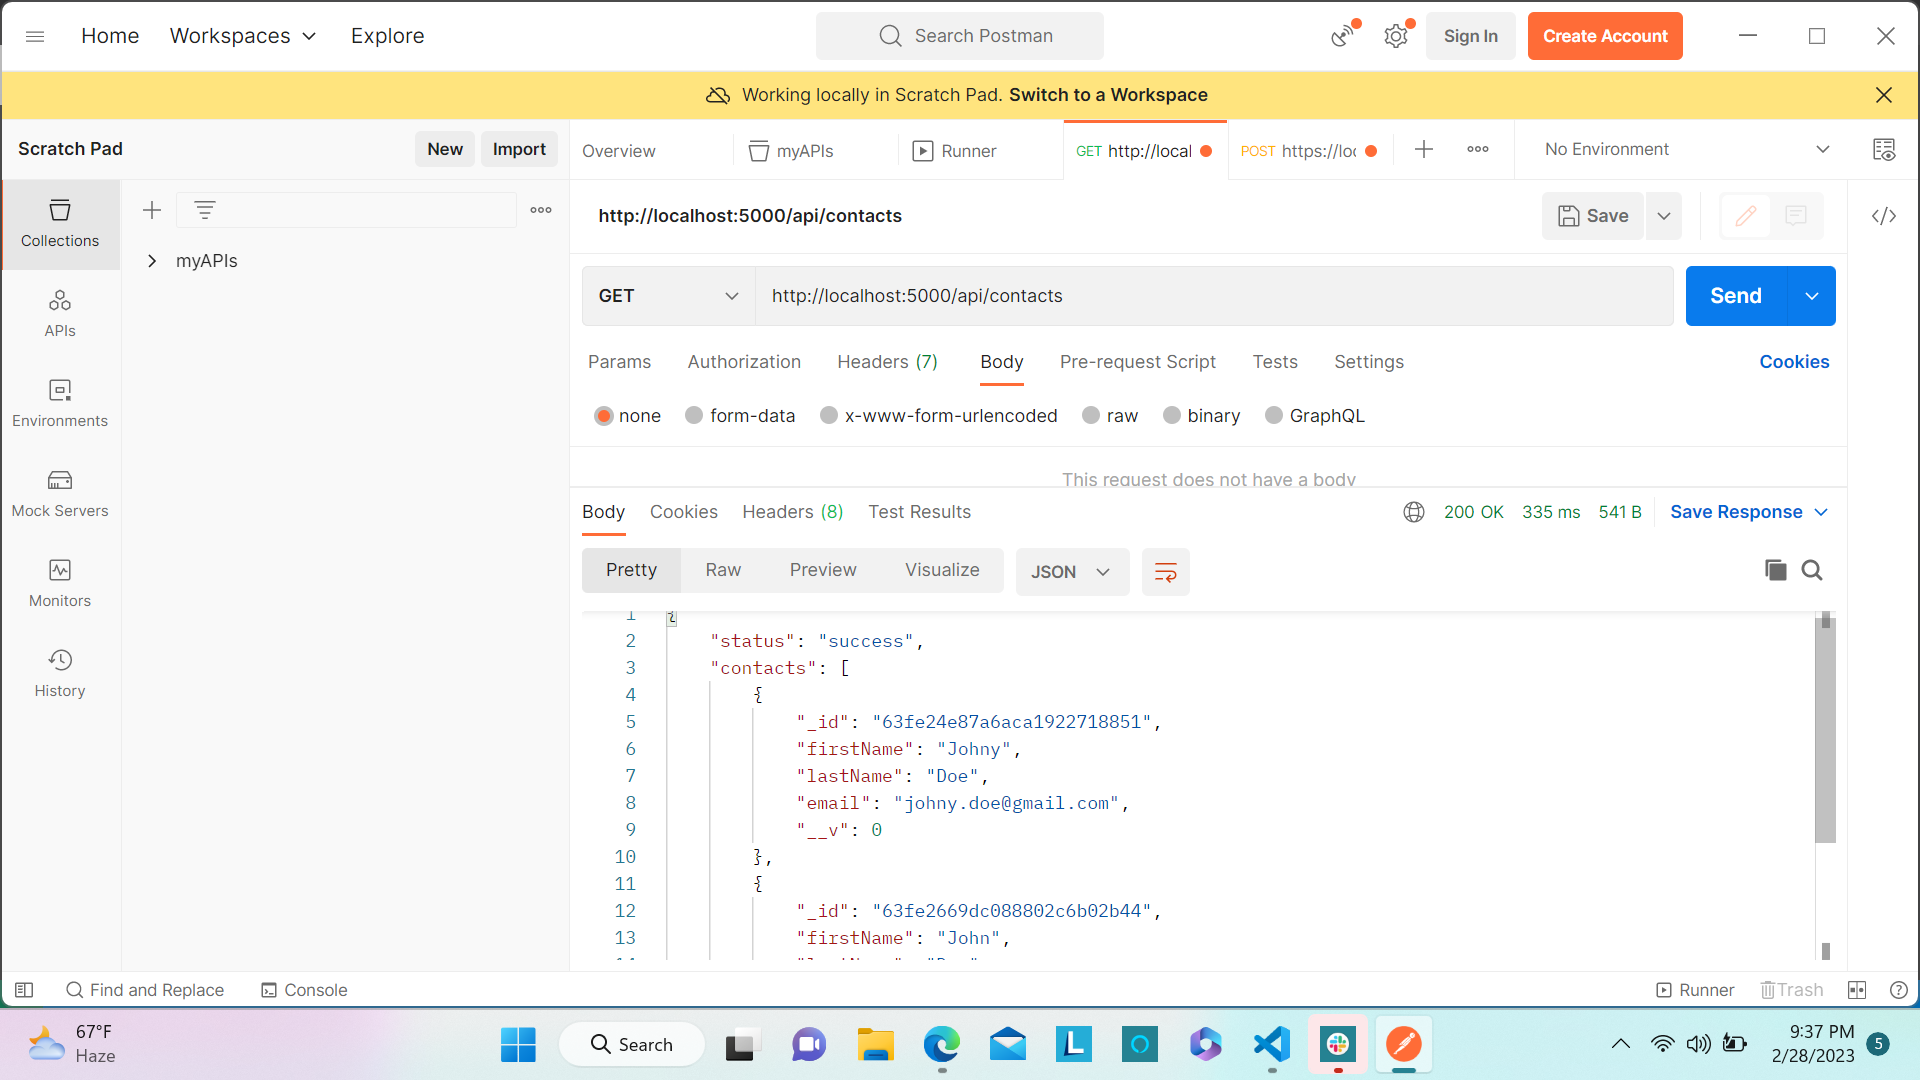 Home
Workspaces
Explore
Search Postman
Sign In
Create Account
Working locally in Scratch Pad. Switch to a Workspace
Scratch Pad
New
Import
Overview
myAPIs
Runner
GET http://local
POST https://loc
No Environment
Collections
APIs
Environments
Mock Servers
Monitors
History
myAPIs
http://localhost:5000/api/contacts
Save
GET
http://localhost:5000/api/contacts
Send
Params
Authorization
Headers (7)
Body
Pre-request Script
Tests
Settings
Cookies
none
form-data
x-www-form-urlencoded
raw
binary
GraphQL
This request does not have a body
Body
Cookies
Headers (8)
Test Results
200 OK
335 ms
541 B
Save Response
Pretty
Raw
Preview
Visualize
JSON
1 {
2 "status": "success",
3 "contacts": [
4 {
5 "_id": "63fe24e87a6aca1922718851",
6 "firstName": "Johny",
7 "lastName": "Doe",
8 "email": "johny.doe@gmail.com",
9 "__v": 0
10 },
11 {
12 "_id": "63fe2669dc088802c6b02b44",
13 "firstName": "John",
Find and Replace
Console
Runner
Trash
67°F
Haze
Search
9:37 PM
2/28/2023
5